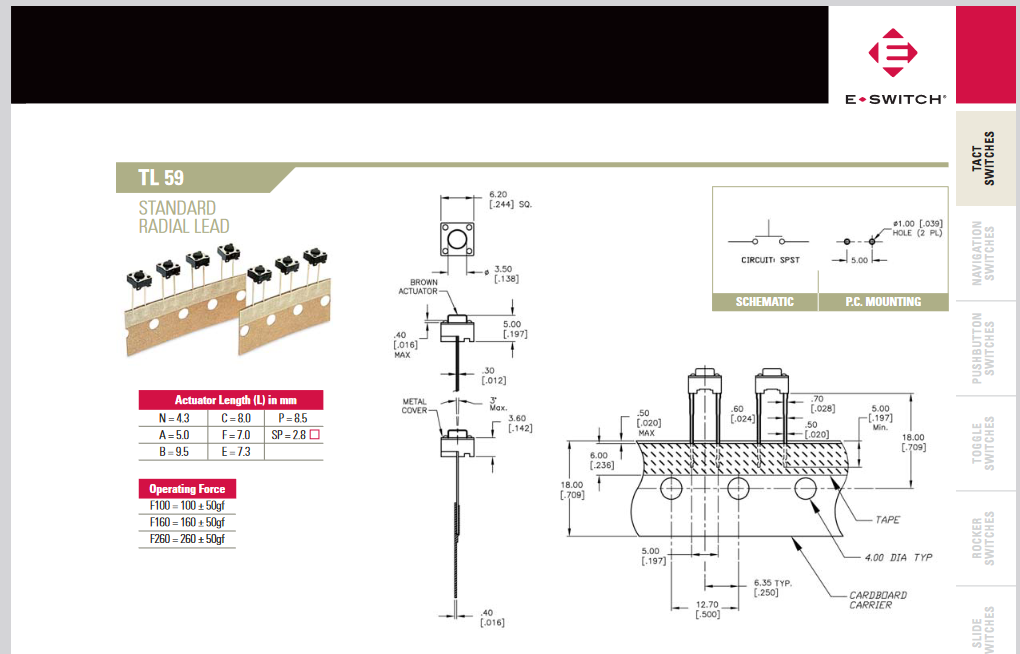 E•SWITCH®
TACT
SWITCHES
NAVIGATION
SWITCHES
PUSHBUTTON
SWITCHES
TOGGLE
SWITCHES
ROCKER
SWITCHES
SLIDE
WITCHES
TL 59
STANDARD
RADIAL LEAD
Actuator Length (L) in mm
N = 4.3 C = 8.0 P = 8.5
A = 5.0 F = 7.0 SP = 2.8
B = 9.5 E = 7.3
Operating Force
F100 = 100 ± 50gf
F160 = 160 ± 50gf
F260 = 260 ± 50gf
6.20
[.244] SQ.
ø 3.50
[.138]
BROWN
ACTUATOR
.40
[.016]
MAX
5.00
[.197]
.30
[.012]
3°
Max.
METAL
COVER
3.60
[.142]
.40
[.016]
CIRCUIT: SPST
ø1.00 [.039]
HOLE (2 PL)
5.00
SCHEMATIC
P.C. MOUNTING
.50
[.020]
MAX
.60
[.024]
.70
[.028]
.50
[.020]
5.00
[.197]
Min.
18.00
[.709]
6.00
[.236]
18.00
[.709]
TAPE
4.00 DIA TYP
CARDBOARD
CARRIER
5.00
[.197]
6.35 TYP.
[.250]
12.70
[.500]